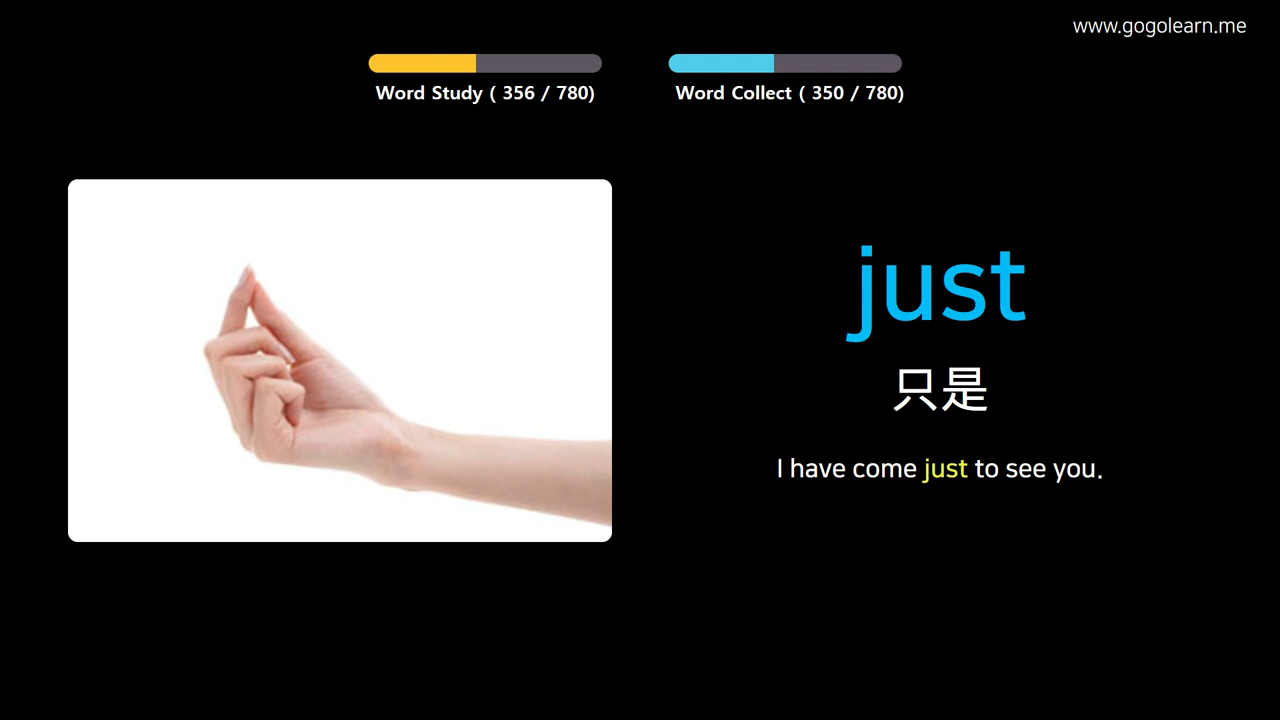 www.gogolearn.me
Word Study ( 356 / 780)
Word Collect ( 350 / 780)
just
只是
I have come just to see you.